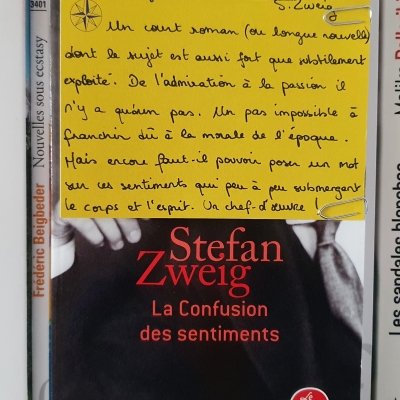 S. Zweig
Un court roman (ou longue nouvelle)
dont le sujet est aussi fort que subtilement
exploité. De l'admiration à la passion il
n'y a qu'un pas. Un pas impossible à
franchir dû à la morale de l'époque.
Mais encore faut-il pouvoir poser un mot
sur ces sentiments qui peu à peu submergent
le corps et l'esprit. Un chef-d'œuvre !
Stefan
Zweig
La Confusion
des sentiments
3401
Frédéric Beigbeder Nouvelles sous ecstasy
Les sandales blanches